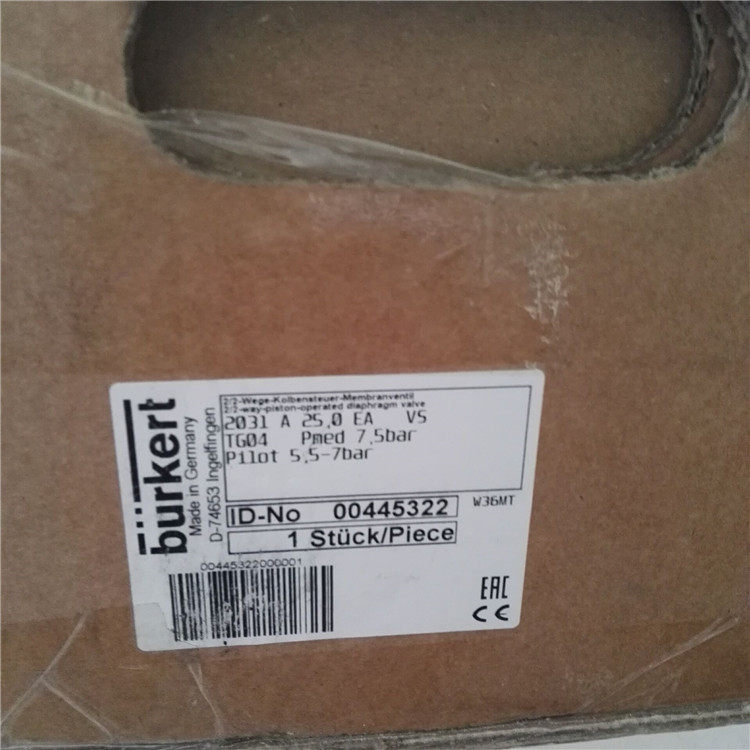 bürkert
Made in Germany
D-74653 Ingelfingen
2/2-Wege-Kolbensteuer-Membranventil
2/2-way-piston-operated diaphragm valve
2031 A 25,0 EA VS
TG04 Pmed 7,5bar
Pilot 5,5-7bar
ID-No 00445322
W36MT
1 Stück/Piece
00445322000001
EAC
CE